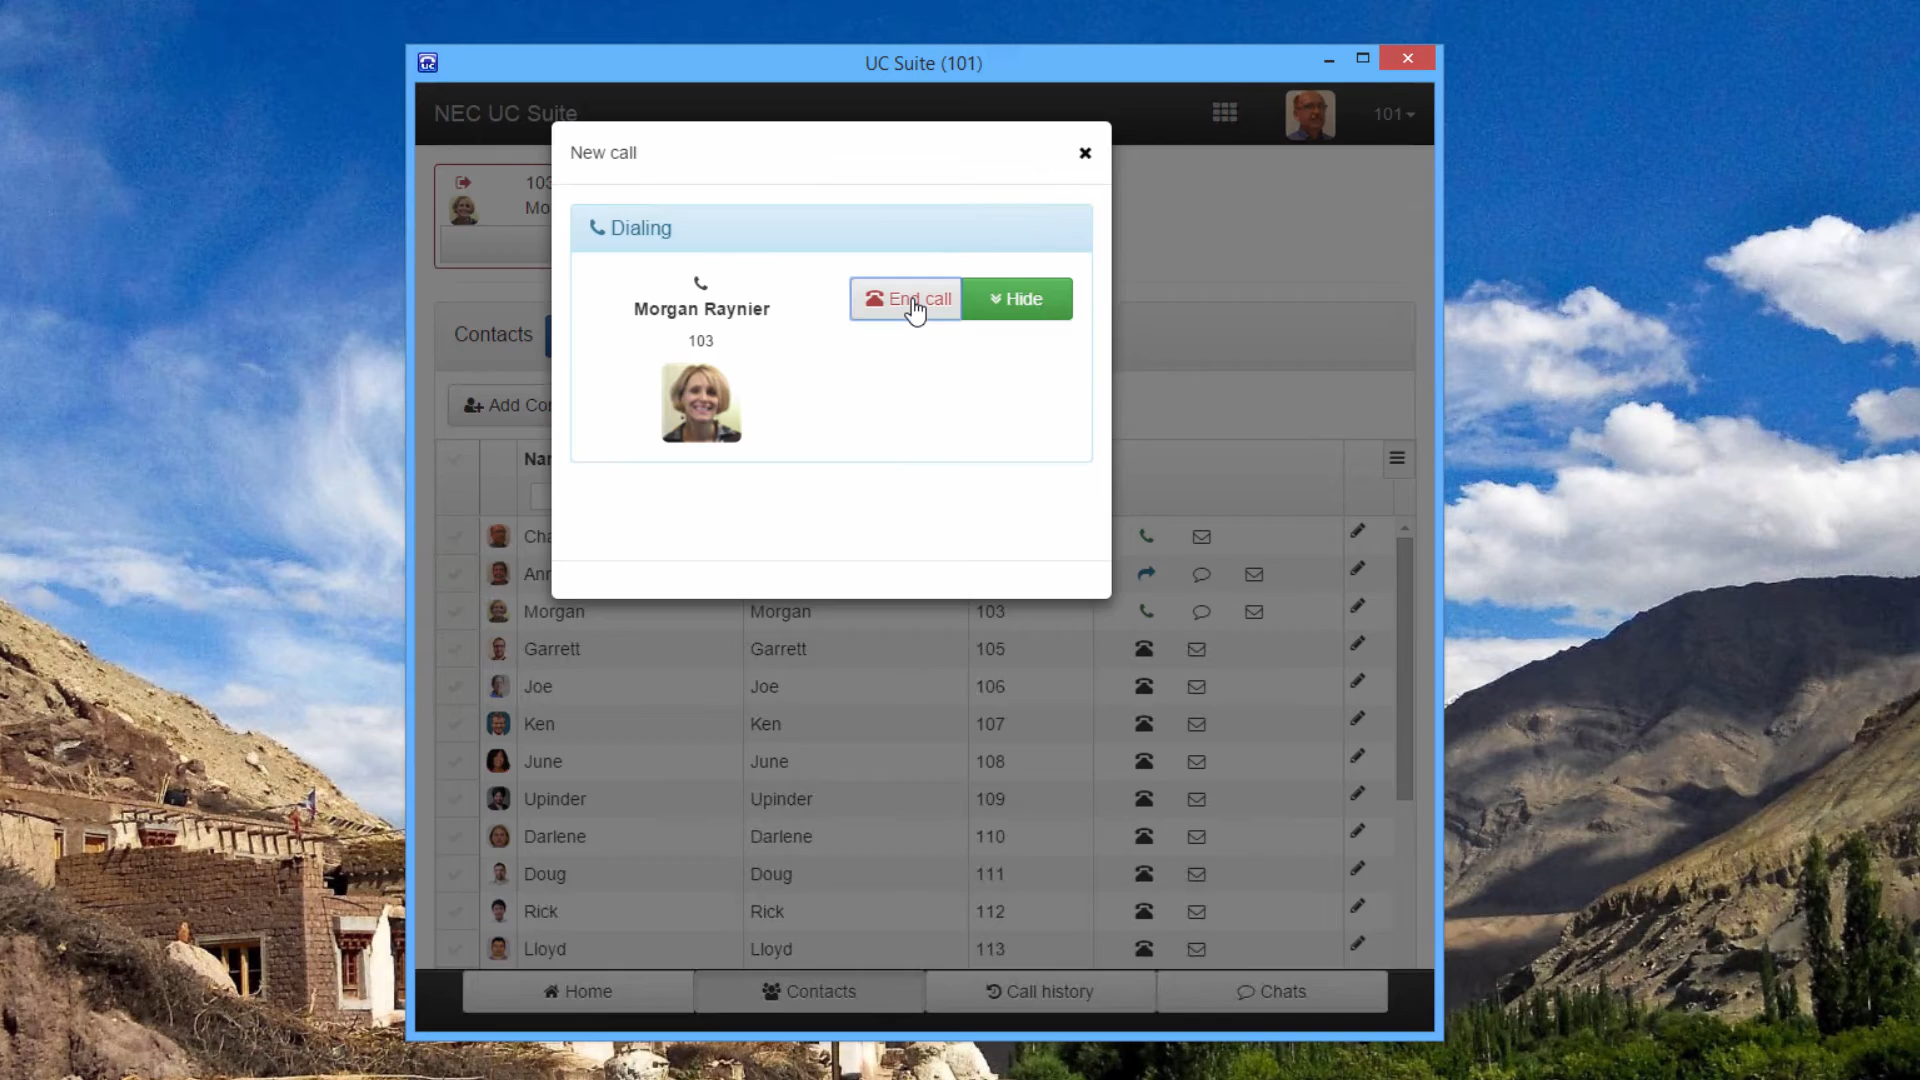 UC Suite (101)
NEC UC Suite
101
New call
103
Mo
Dialing
Morgan Raynier
103
End call
Hide
Contacts
Add Co
Nar
Cha
Ann
Morgan Morgan 103
Garrett Garrett 105
Joe Joe 106
Ken Ken 107
June June 108
Upinder Upinder 109
Darlene Darlene 110
Doug Doug 111
Rick Rick 112
Lloyd Lloyd 113
Home Contacts Call history Chats